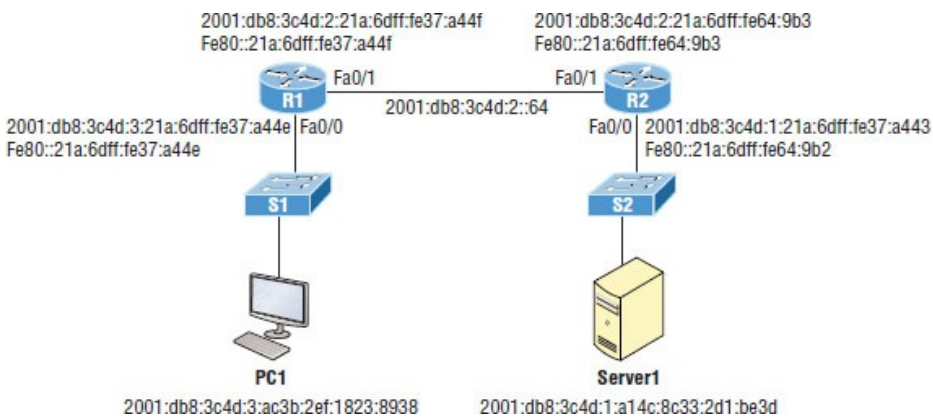 2001:db8:3c4d:2:21a:6dff:fe37:a44f
Fe80::21a:6dff:fe37:a44f
2001:db8:3c4d:2:21a:6dff:fe64:9b3
Fe80::21a:6dff:fe64:9b3
Fa0/1
Fa0/1
R1
R2
2001:db8:3c4d:2::64
2001:db8:3c4d:3:21a:6dff:fe37:a44e
Fe80::21a:6dff:fe37:a44e
Fa0/0
Fa0/0
2001:db8:3c4d:1:21a:6dff:fe37:a443
Fe80::21a:6dff:fe64:9b2
S1
S2
PC1
2001:db8:3c4d:3:ac3b:2ef:1823:8938
Server1
2001:db8:3c4d:1:a14c:8c33:2d1:be3d